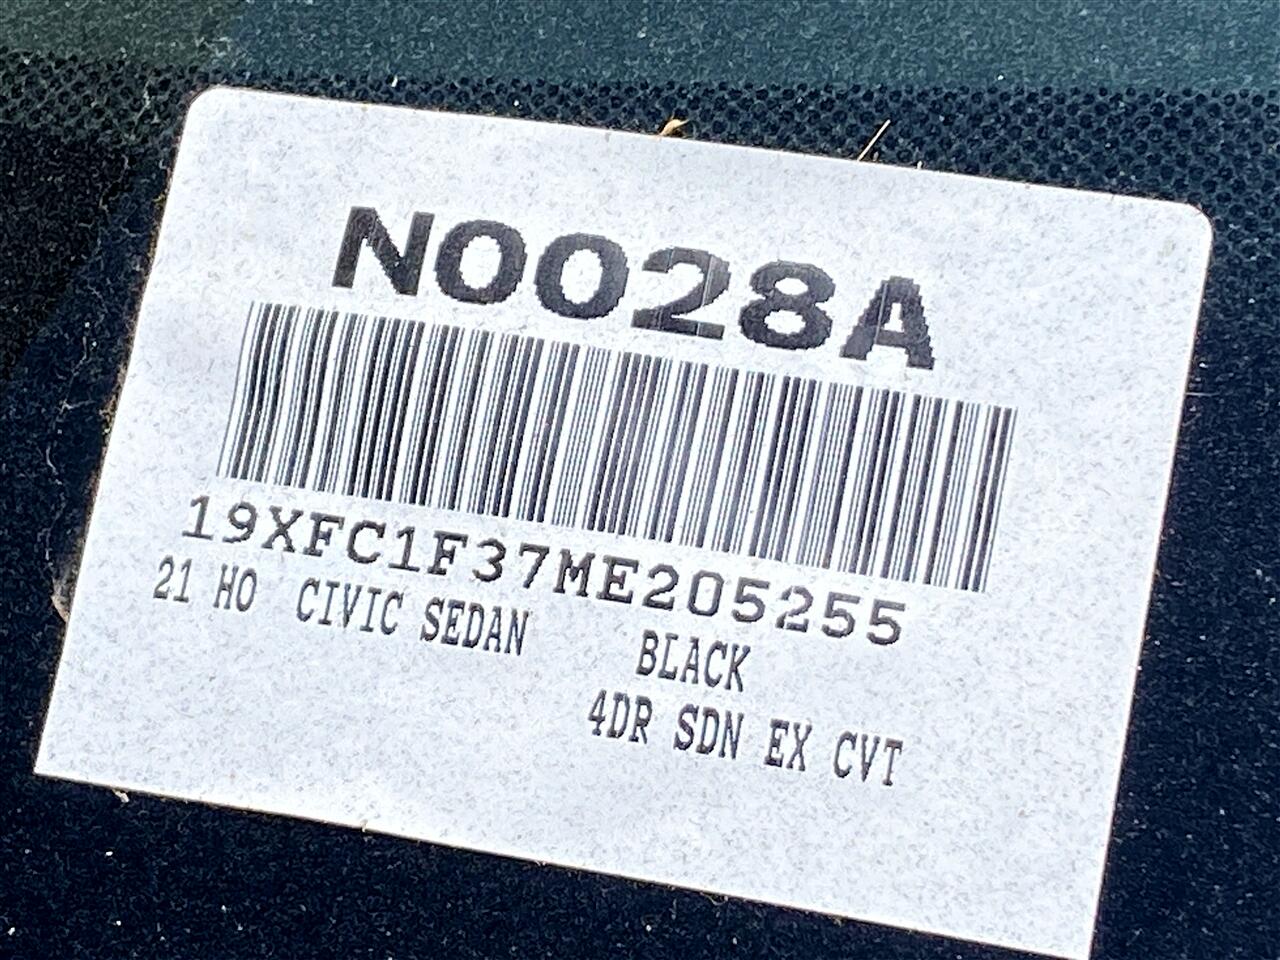 N0028A
19XFC1F37ME205255
21 HO CIVIC SEDAN BLACK
4DR SDN EX CVT